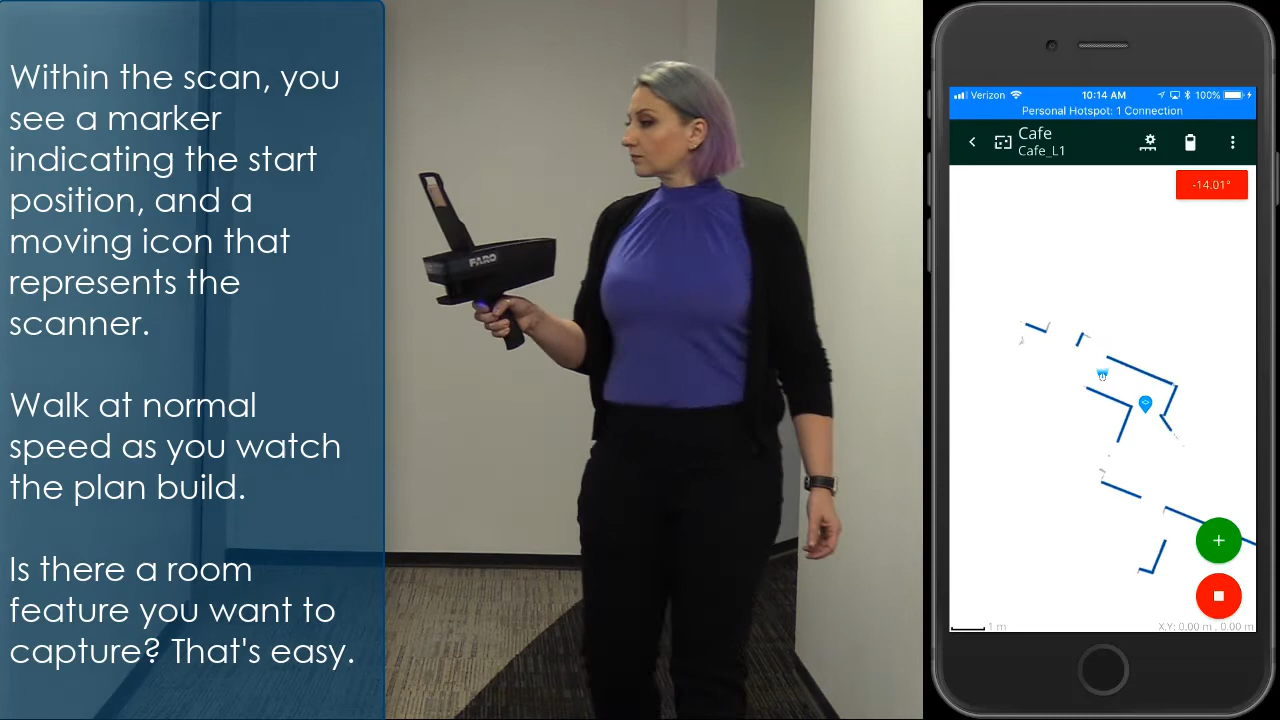 Within the scan, you
see a marker
indicating the start
position, and a
moving icon that
represents the
scanner.
Walk at normal
speed as you watch
the plan build.
Is there a room
feature you want to
capture? That's easy.
FARO
Verizon 10:14 AM 100%
Personal Hotspot: 1 Connection
Cafe
Cafe_L1
-14.01°
1 m
X,Y: 0.00 m , 0.00 m